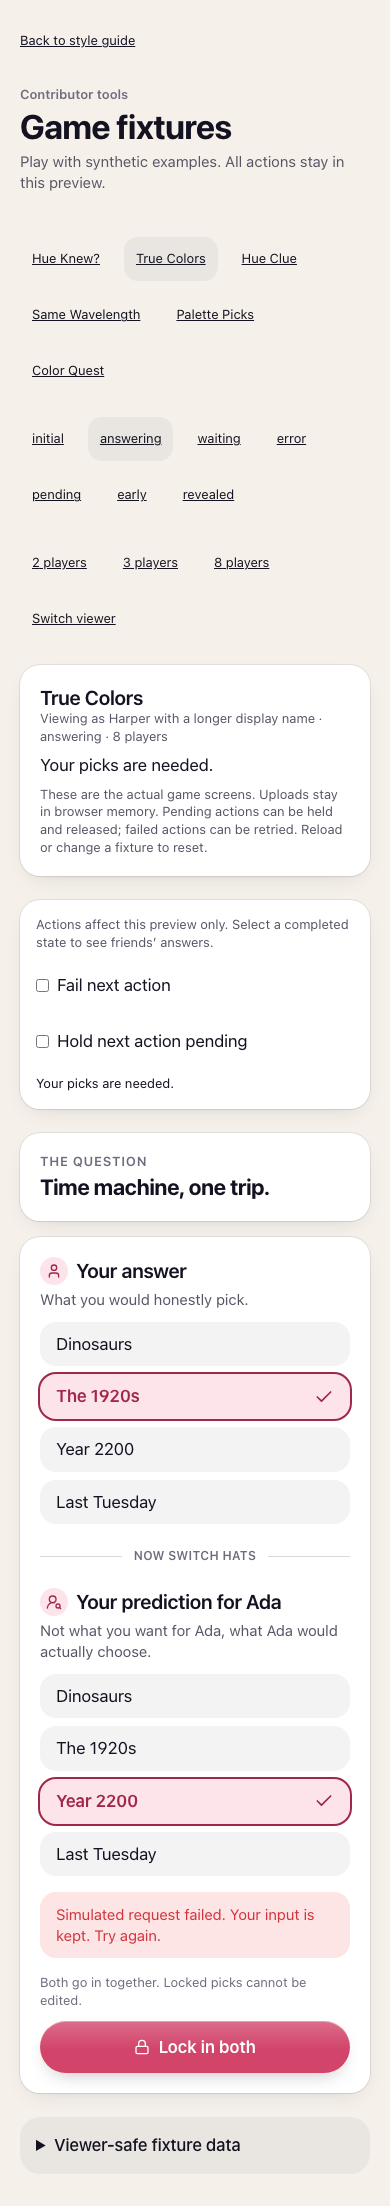 Back to style guide
Contributor tools
Game fixtures
Play with synthetic examples. All actions stay in
this preview.
Hue Knew?
True Colors
Hue Clue
Same Wavelength
Palette Picks
Color Quest
initial
answering
waiting
error
pending
early
revealed
2 players
3 players
8 players
Switch viewer
True Colors
Viewing as Harper with a longer display name ·
answering · 8 players
Your picks are needed.
These are the actual game screens. Uploads stay
in browser memory. Pending actions can be held
and released; failed actions can be retried. Reload
or change a fixture to reset.
Actions affect this preview only. Select a completed
state to see friends’ answers.
Fail next action
Hold next action pending
Your picks are needed.
THE QUESTION
Time machine, one trip.
Your answer
What you would honestly pick.
Dinosaurs
The 1920s
Year 2200
Last Tuesday
NOW SWITCH HATS
Your prediction for Ada
Not what you want for Ada, what Ada would
actually choose.
Dinosaurs
The 1920s
Year 2200
Last Tuesday
Simulated request failed. Your input is
kept. Try again.
Both go in together. Locked picks cannot be
edited.
Lock in both
Viewer-safe fixture data